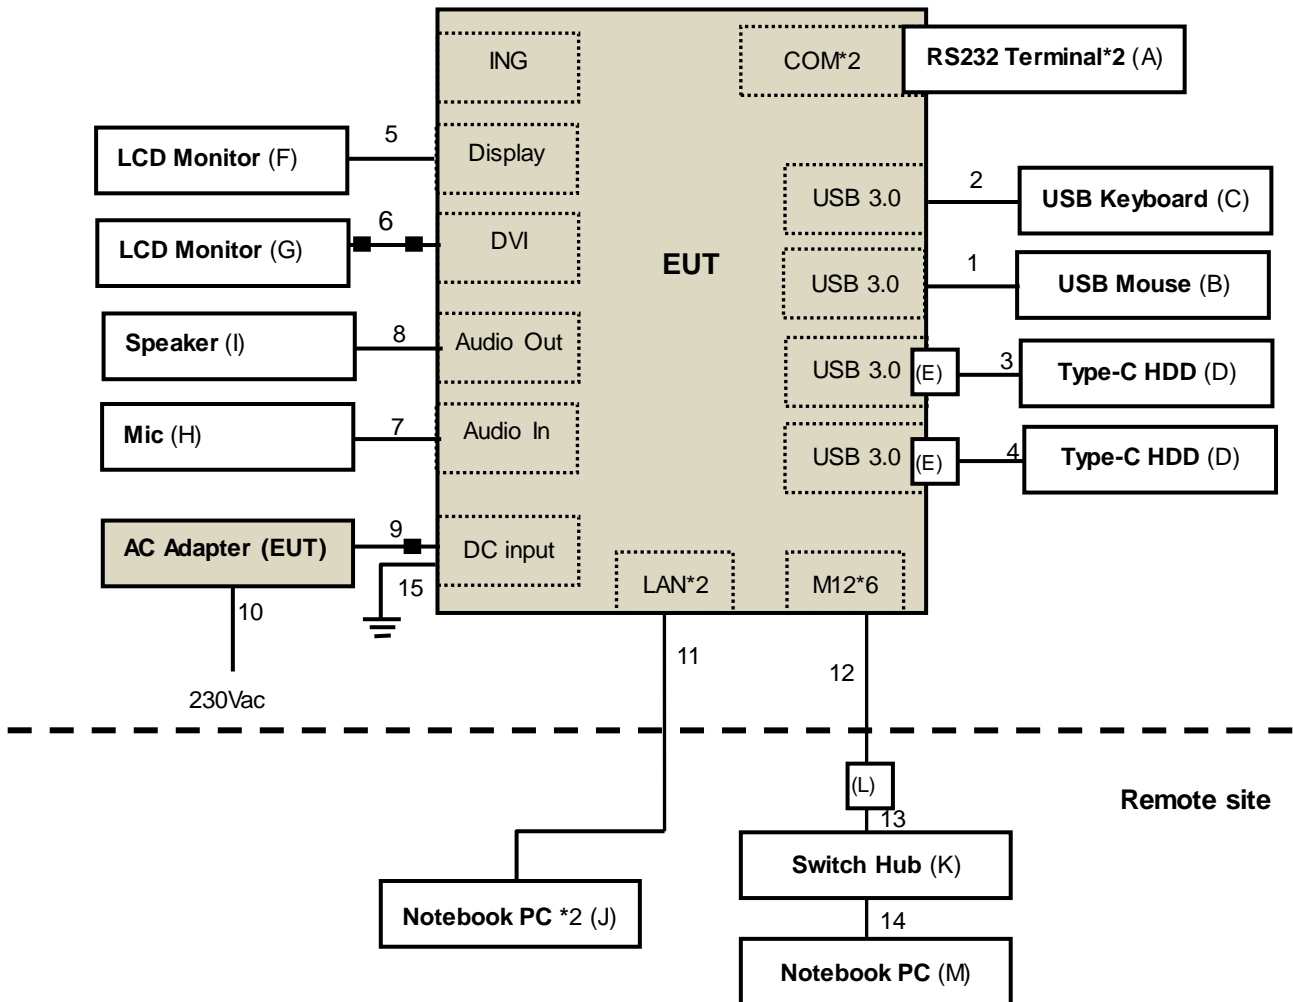 ING
COM*2
RS232 Terminal*2 (A)
5
LCD Monitor (F)
Display
USB 3.0
2
USB Keyboard (C)
6
LCD Monitor (G)
DVI
EUT
USB 3.0
1
USB Mouse (B)
Speaker (I)
8
Audio Out
USB 3.0
(E)
3
Type-C HDD (D)
Mic (H)
7
Audio In
USB 3.0
(E)
4
Type-C HDD (D)
AC Adapter (EUT)
9
DC input
15
LAN*2
M12*6
10
230Vac
11
12
(L)
Remote site
13
Switch Hub (K)
Notebook PC *2 (J)
14
Notebook PC (M)